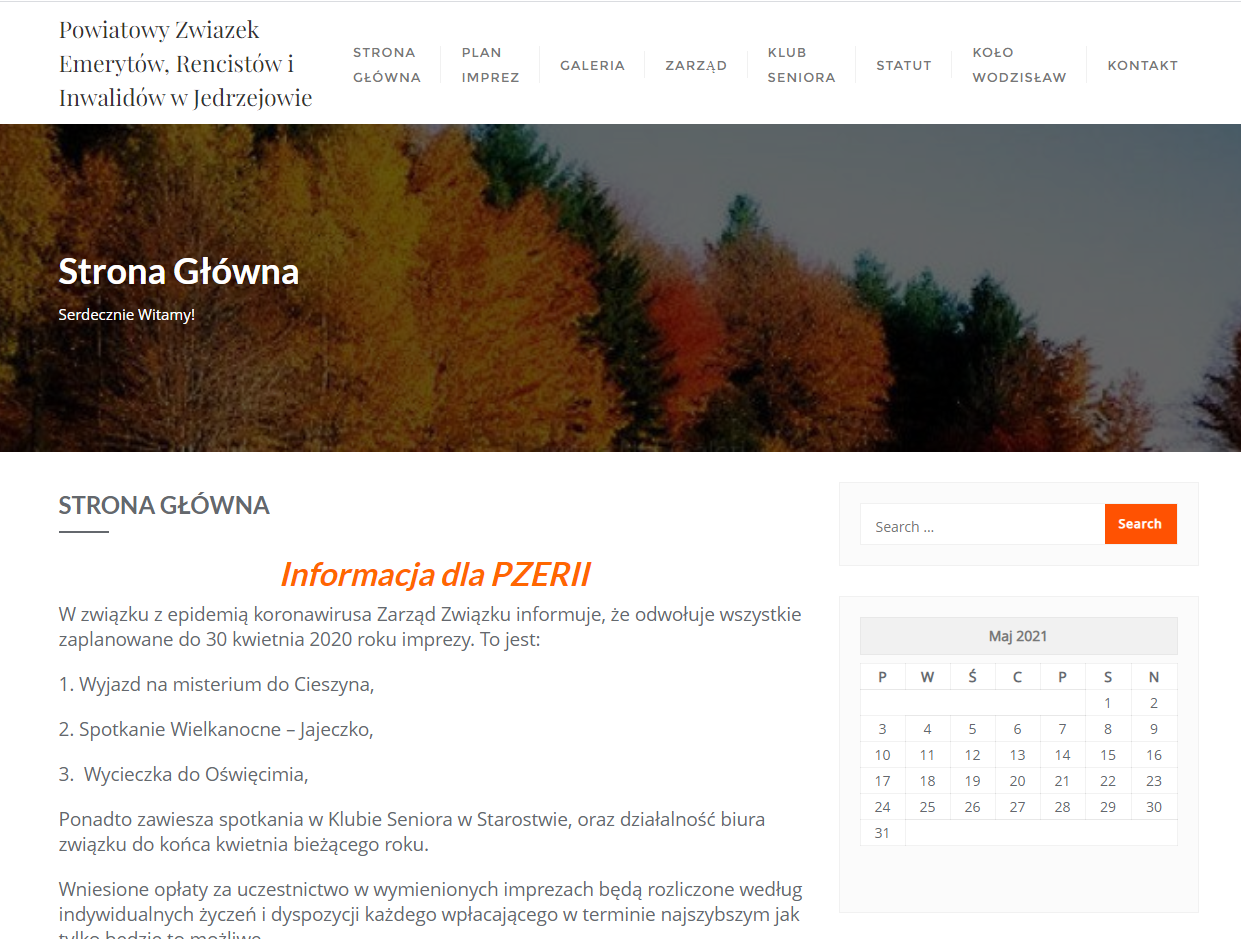 Powiatowy Zwiazek
Emerytów, Rencistów i
Inwalidów w Jedrzejowie
STRONA
GŁÓWNA
PLAN
IMPREZ
GALERIA
ZARZĄD
KLUB
SENIORA
STATUT
KOŁO
WODZISŁAW
KONTAKT
Strona Główna
Serdecznie Witamy!
STRONA GŁÓWNA
Informacja dla PZERII
W związku z epidemią koronawirusa Zarząd Związku informuje, że odwołuje wszystkie
zaplanowane do 30 kwietnia 2020 roku imprezy. To jest:
1. Wyjazd na misterium do Cieszyna,
2. Spotkanie Wielkanocne – Jajeczko,
3. Wycieczka do Oświęcimia,
Ponadto zawiesza spotkania w Klubie Seniora w Starostwie, oraz działalność biura
związku do końca kwietnia bieżącego roku.
Wniesione opłaty za uczestnictwo w wymienionych imprezach będą rozliczone według
indywidualnych życzeń i dyspozycji każdego wpłacającego w terminie najszybszym jak
tylko będzie to możliwe
Search ...
Search
Maj 2021
P W Ś C P S N
1 2
3 4 5 6 7 8 9
10 11 12 13 14 15 16
17 18 19 20 21 22 23
24 25 26 27 28 29 30
31